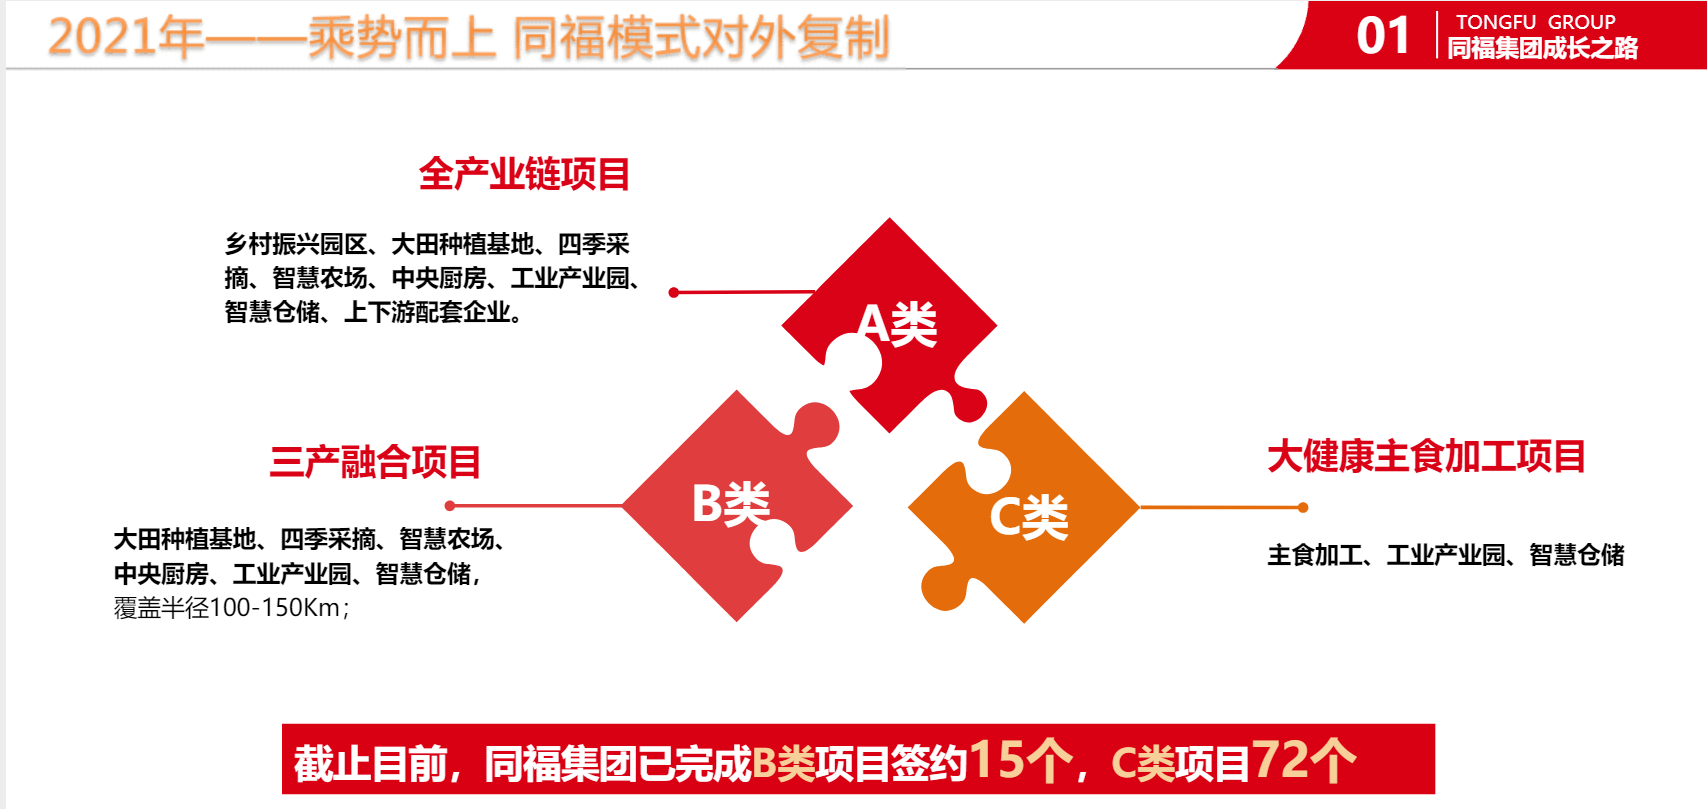 2021年——乘势而上 同福模式对外复制
01
TONGFU GROUP
同福集团成长之路
全产业链项目
乡村振兴园区、大田种植基地、四季采
摘、智慧农场、中央厨房、工业产业园、
智慧仓储、上下游配套企业。
A类
三产融合项目
大田种植基地、四季采摘、智慧农场、
中央厨房、工业产业园、智慧仓储，
覆盖半径100-150Km；
B类
C类
大健康主食加工项目
主食加工、工业产业园、智慧仓储
截止目前，同福集团已完成B类项目签约15个，C类项目72个